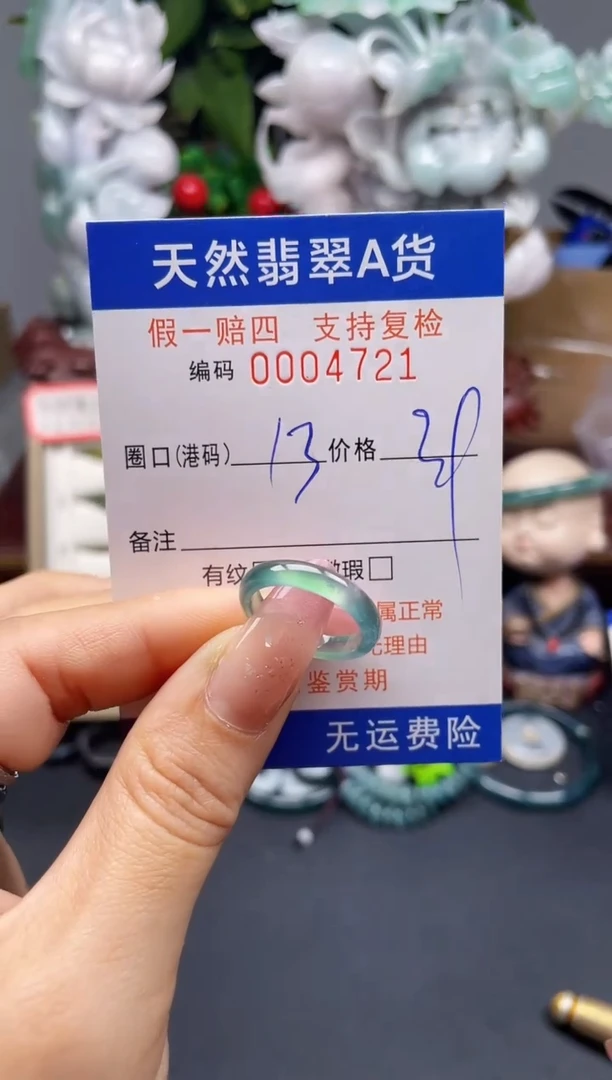 天然翡翠A货
假一赔四 支持复检
编码 0004721
圈口(港码) 13 价格
备注
有纹 瑕□
属正常
理由
鉴赏期
无运费险